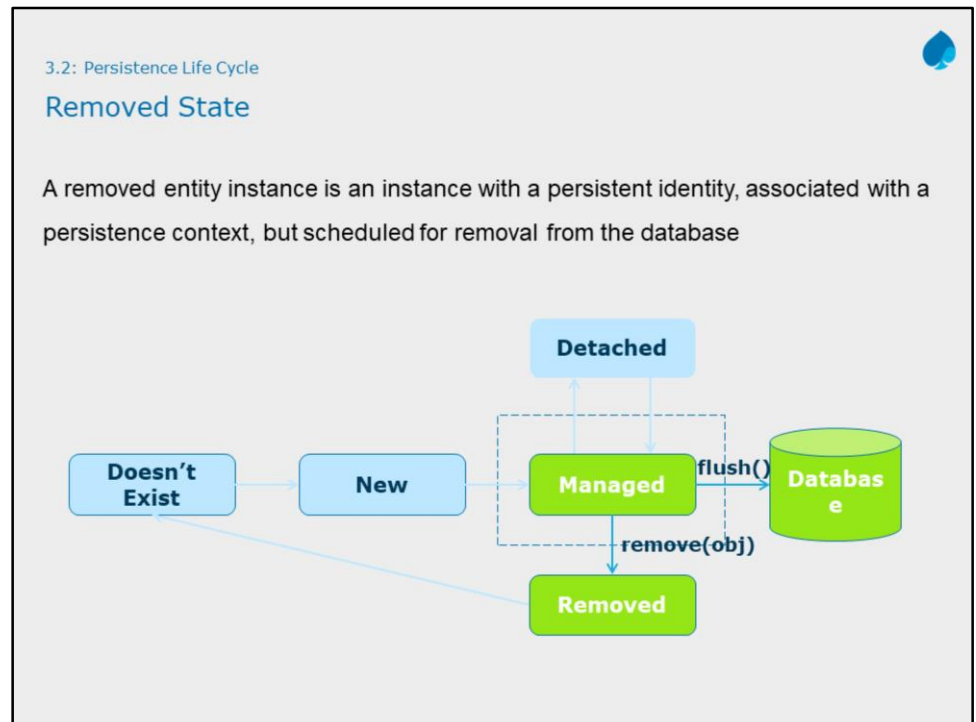 3.2: Persistence Life Cycle
Removed State
A removed entity instance is an instance with a persistent identity, associated with a
persistence context, but scheduled for removal from the database
Detached
Doesn’t
Exist
New
Managed
flush()
Databas
e
remove(obj)
Removed